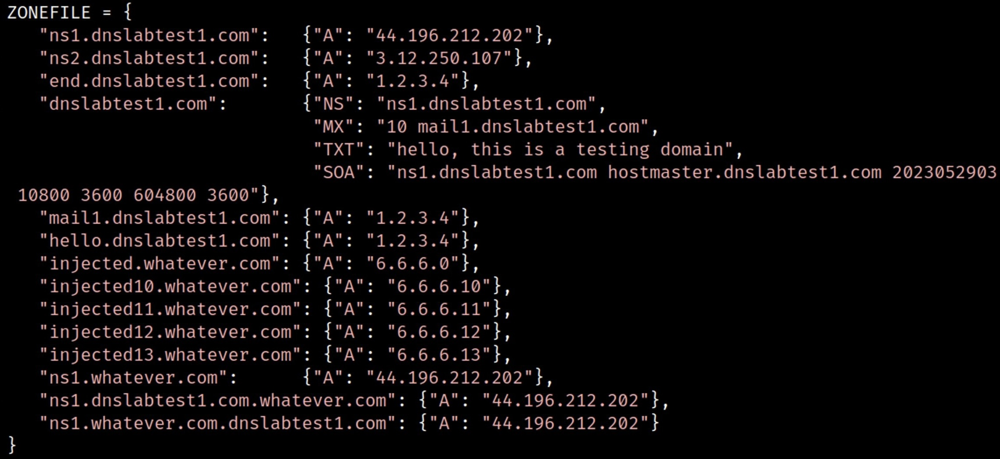 ZONEFILE = {
   "ns1.dnslabtest1.com":   {"A": "44.196.212.202"},
   "ns2.dnslabtest1.com":   {"A": "3.12.250.107"},
   "end.dnslabtest1.com":   {"A": "1.2.3.4"},
   "dnslabtest1.com":       {"NS": "ns1.dnslabtest1.com",
                          "MX": "10 mail1.dnslabtest1.com",
                          "TXT": "hello, this is a testing domain",
                          "SOA": "ns1.dnslabtest1.com hostmaster.dnslabtest1.com 2023052903
 10800 3600 604800 3600"},
   "mail1.dnslabtest1.com": {"A": "1.2.3.4"},
   "hello.dnslabtest1.com": {"A": "1.2.3.4"},
   "injected.whatever.com": {"A": "6.6.6.0"},
   "injected10.whatever.com": {"A": "6.6.6.10"},
   "injected11.whatever.com": {"A": "6.6.6.11"},
   "injected12.whatever.com": {"A": "6.6.6.12"},
   "injected13.whatever.com": {"A": "6.6.6.13"},
   "ns1.whatever.com":      {"A": "44.196.212.202"},
   "ns1.dnslabtest1.com.whatever.com": {"A": "44.196.212.202"},
   "ns1.whatever.com.dnslabtest1.com": {"A": "44.196.212.202"}
}